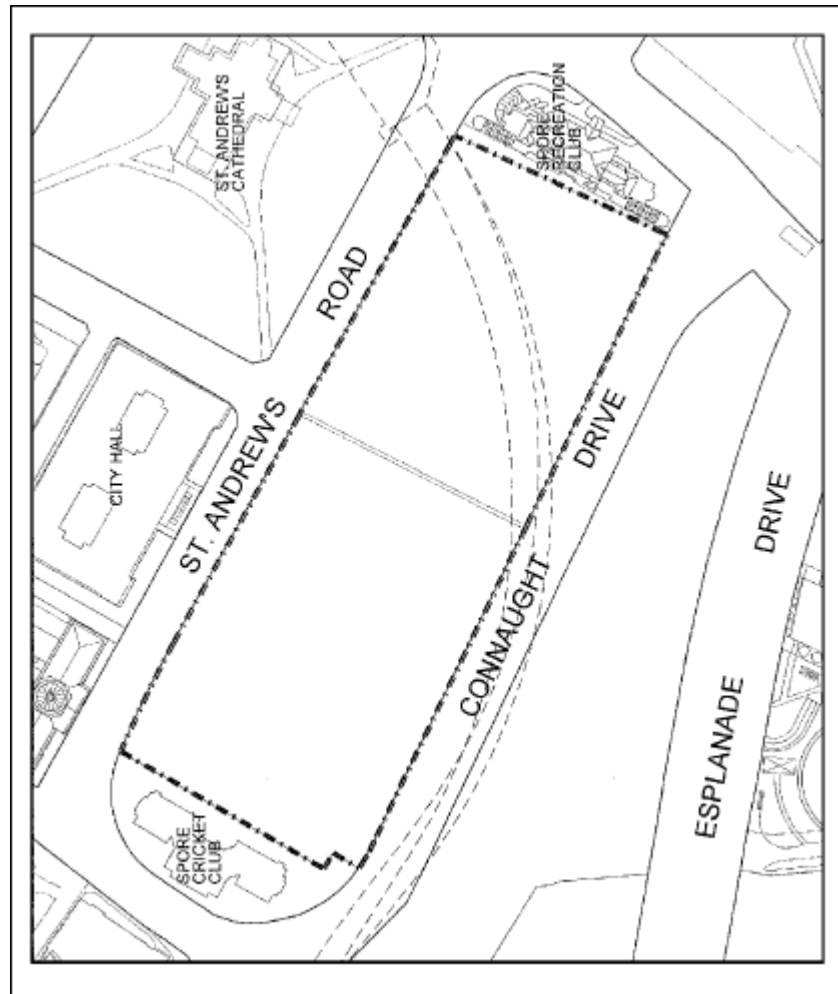 ST. ANDREW'S
CATHEDRAL
SPORE
RECREATION
CLUB
ROAD
ST. ANDREW'S
CITY HALL
DRIVE
CONNAUGHT
DRIVE
ESPLANADE
SPORE
CRICKET
CLUB